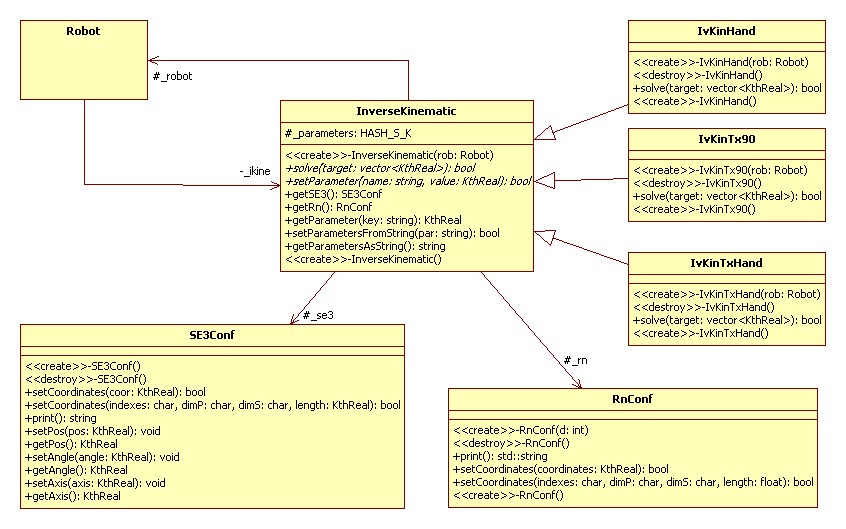 Robot
#_robot
-_ikine
InverseKinematic
#_parameters: HASH_S_K
<<create>>-InverseKinematic(rob: Robot)
+solve(target: vector<KthReal>): bool
+setParameter(name: string, value: KthReal): bool
+getSE3(): SE3Conf
+getRn(): RnConf
+getParameter(key: string): KthReal
+setParametersFromString(par: string): bool
+getParametersAsString(): string
<<create>>-InverseKinematic()
IvKinHand
<<create>>-IvKinHand(rob: Robot)
<<destroy>>-IvKinHand()
+solve(target: vector<KthReal>): bool
<<create>>-IvKinHand()
IvKinTx90
<<create>>-IvKinTx90(rob: Robot)
<<destroy>>-IvKinTx90()
+solve(target: vector<KthReal>): bool
<<create>>-IvKinTx90()
IvKinTxHand
<<create>>-IvKinTxHand(rob: Robot)
<<destroy>>-IvKinTxHand()
+solve(target: vector<KthReal>): bool
<<create>>-IvKinTxHand()
#_se3
#_rn
SE3Conf
<<create>>-SE3Conf()
<<destroy>>-SE3Conf()
+setCoordinates(coor: KthReal): bool
+setCoordinates(indexes: char, dimP: char, dimS: char, length: KthReal): bool
+print(): string
+setPos(pos: KthReal): void
+getPos(): KthReal
+setAngle(angle: KthReal): void
+getAngle(): KthReal
+setAxis(axis: KthReal): void
+getAxis(): KthReal
RnConf
<<create>>-RnConf(d: int)
<<destroy>>-RnConf()
+print(): std::string
+setCoordinates(coordinates: KthReal): bool
+setCoordinates(indexes: char, dimP: char, dimS: char, length: float): bool
<<create>>-RnConf()